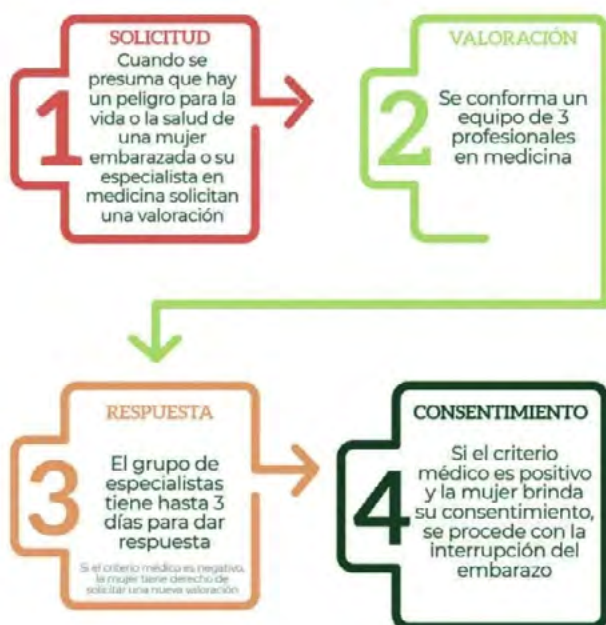 SOLICITUD
1
Cuando se
presuma que hay
un peligro para la
vida o la salud de
una mujer
embarazada o su
especialista en
medicina solicitan
una valoración
VALORACIÓN
2
Se conforma un
equipo de 3
profesionales
en medicina
RESPUESTA
3
El grupo de
especialistas
tiene hasta 3
días para dar
respuesta
Si el criterio médico es negativo,
la mujer tiene derecho de
solicitar una nueva valoración
CONSENTIMIENTO
4
Si el criterio
médico es positivo
y la mujer brinda
su consentimiento,
se procede con la
interrupción del
embarazo